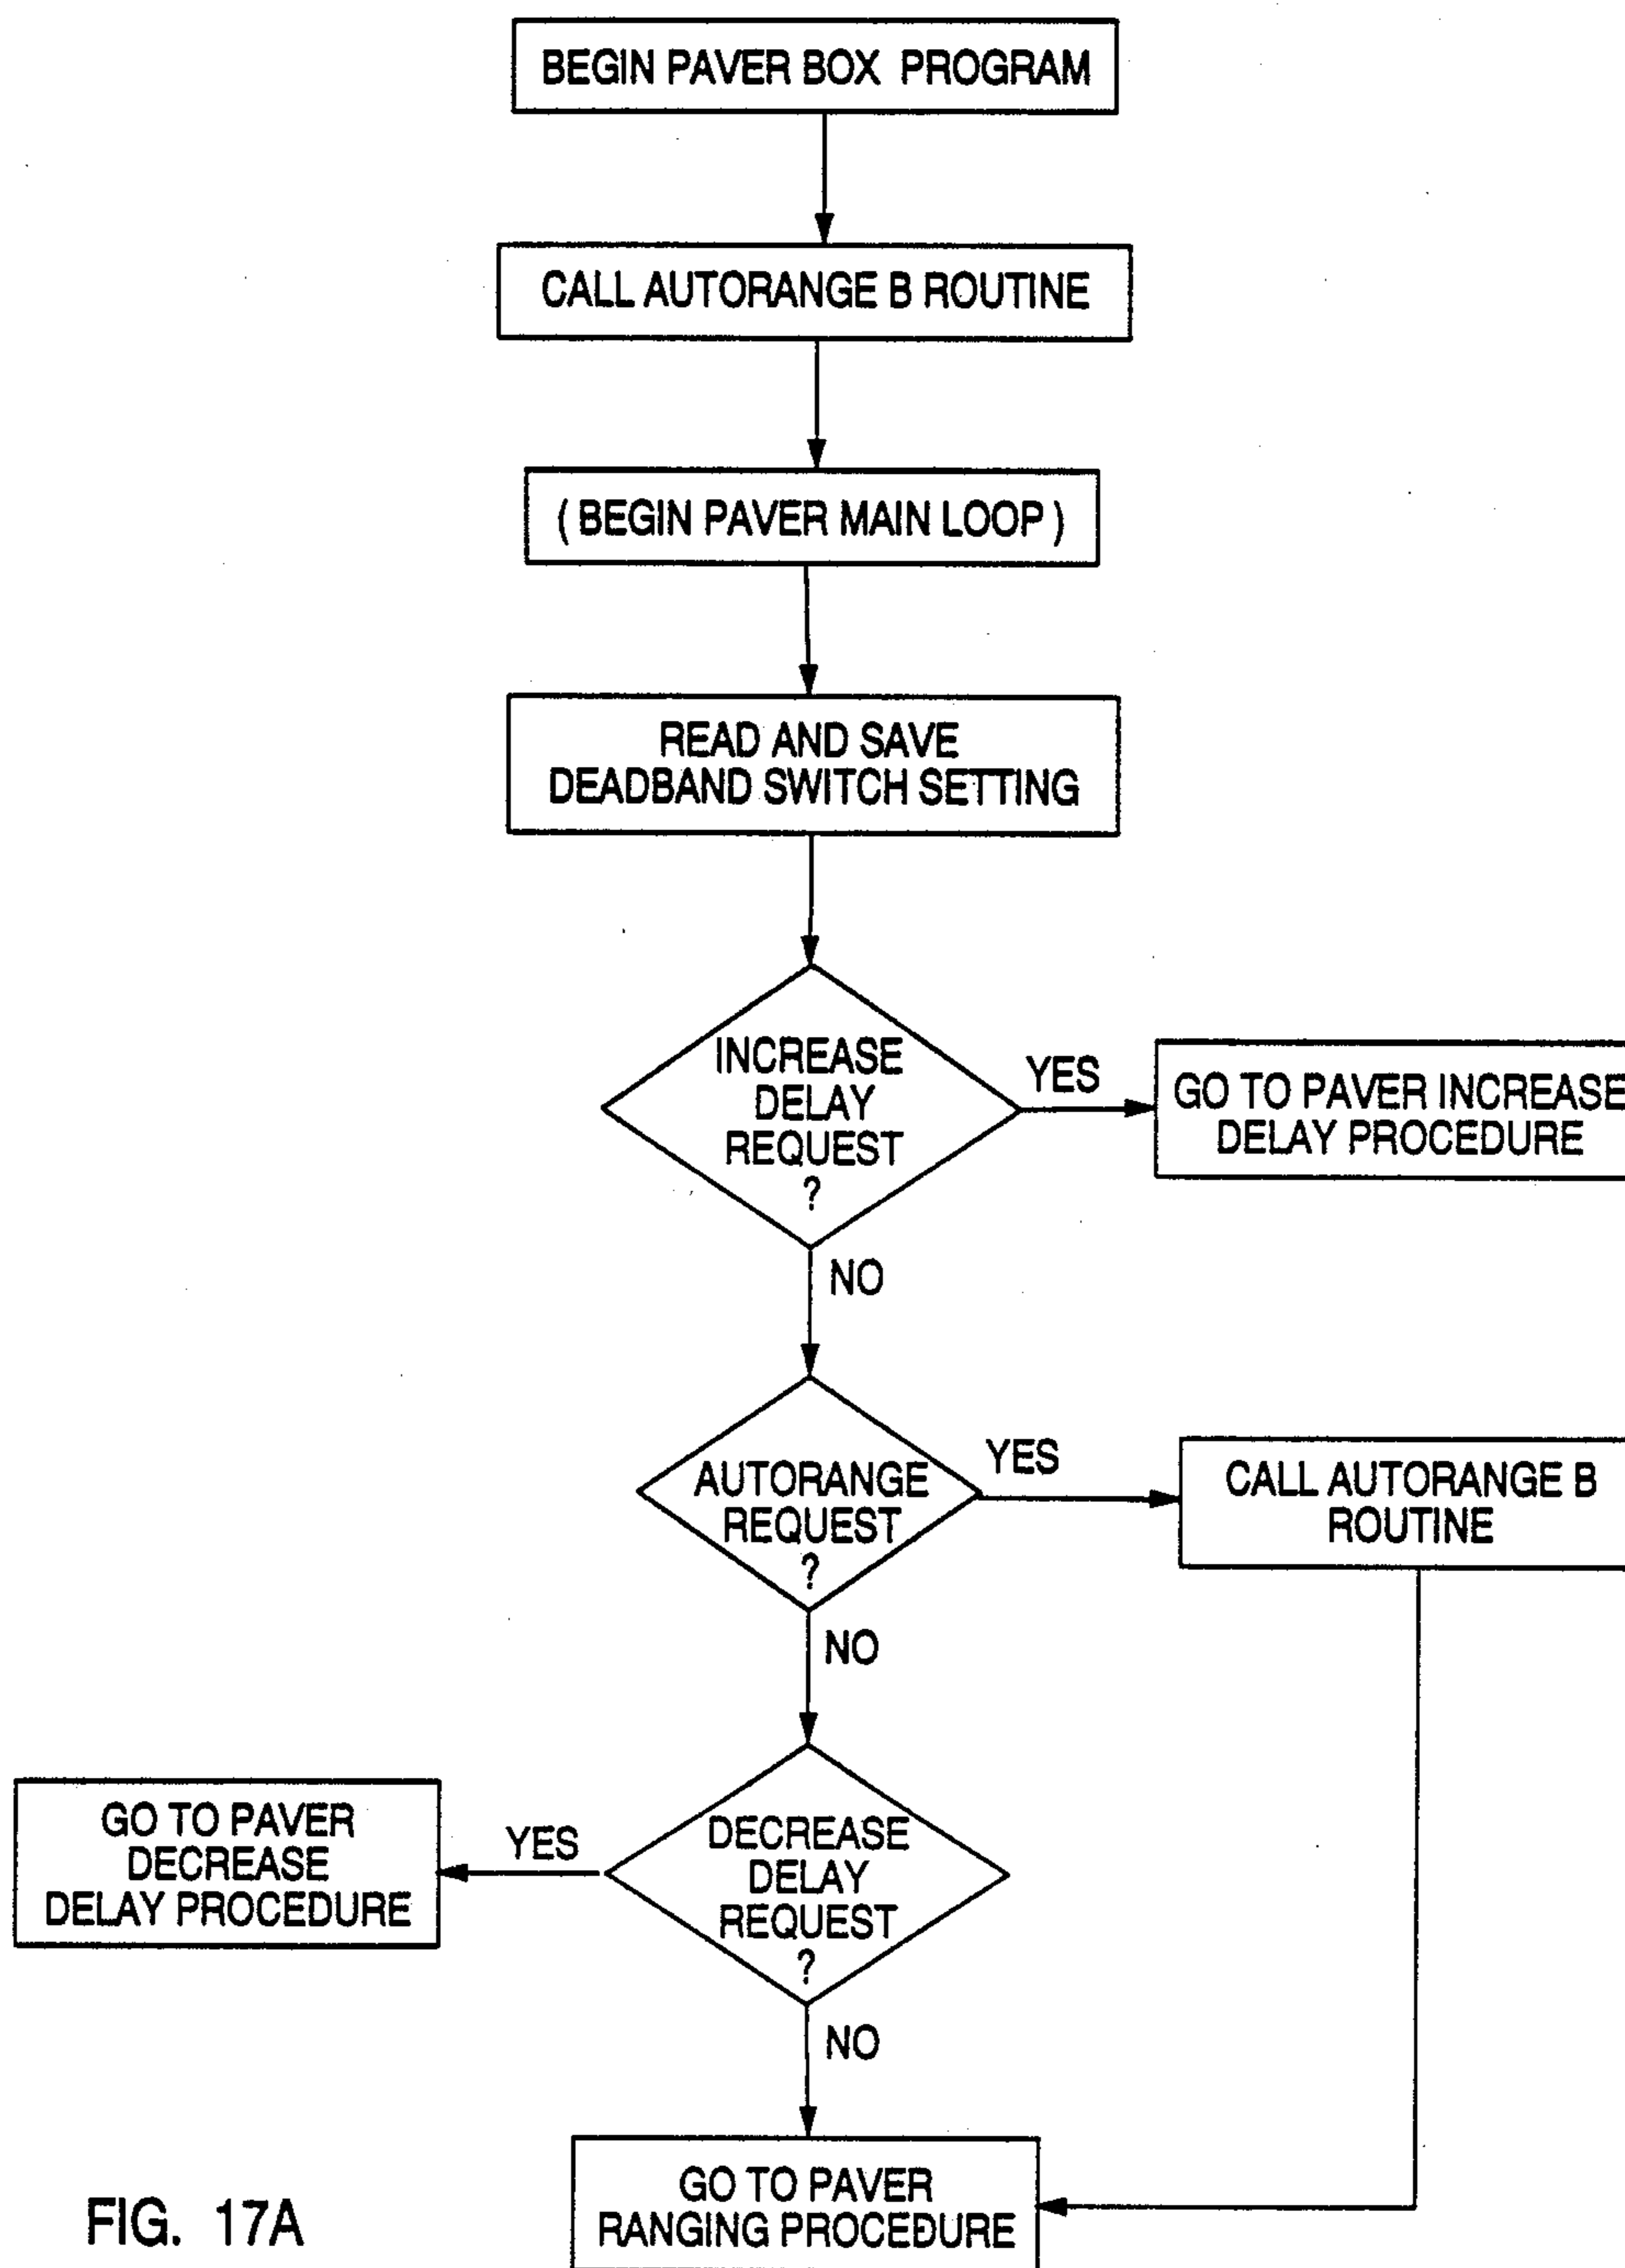 BEGIN PAVER BOX PROGRAM
CALL AUTORANGE B ROUTINE
( BEGIN PAVER MAIN LOOP )
READ AND SAVE
DEADBAND SWITCH SETTING
INCREASE
DELAY
REQUEST
?
YES
GO TO PAVER INCREASE
DELAY PROCEDURE
NO
AUTORANGE
REQUEST
?
YES
CALL AUTORANGE B
ROUTINE
NO
DECREASE
DELAY
REQUEST
?
YES
GO TO PAVER
DECREASE
DELAY PROCEDURE
NO
GO TO PAVER
RANGING PROCEDURE
FIG. 17A